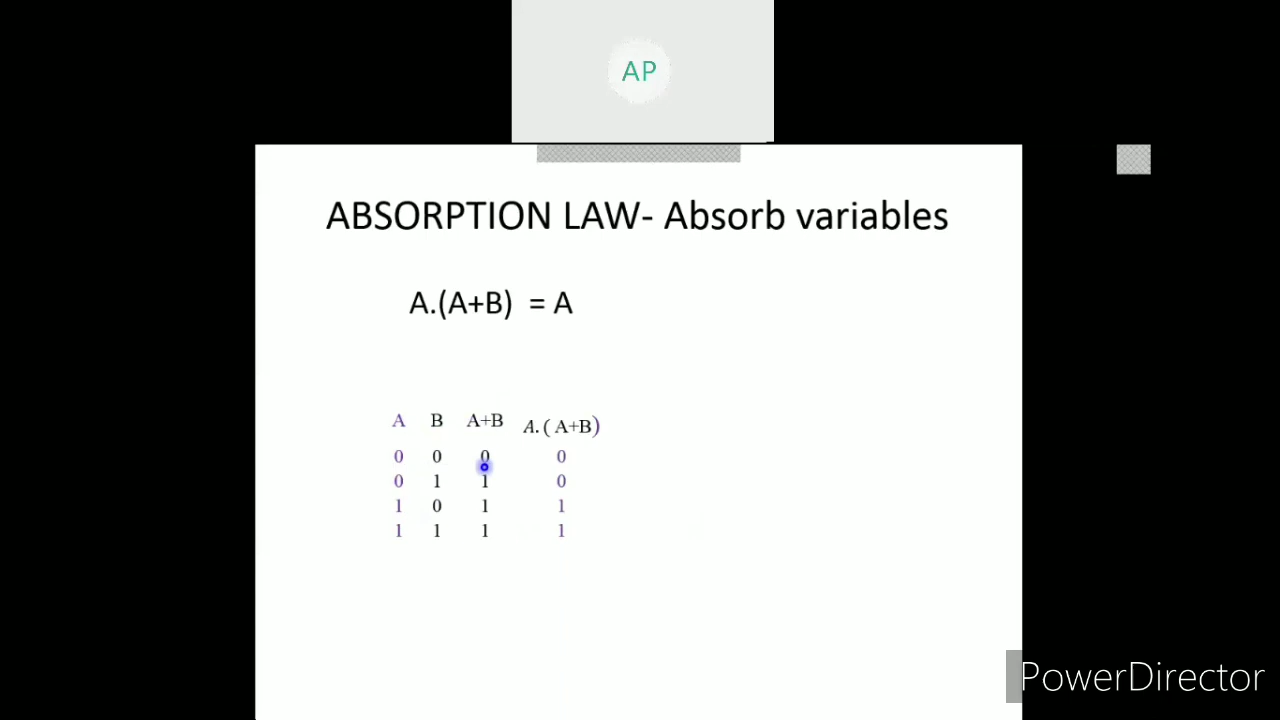 AP
ABSORPTION LAW- Absorb variables
A.(A+B) = A
A B A+B A.( A+B)
0 0 0 0
0 1 1 0
1 0 1 1
1 1 1 1
PowerDirector